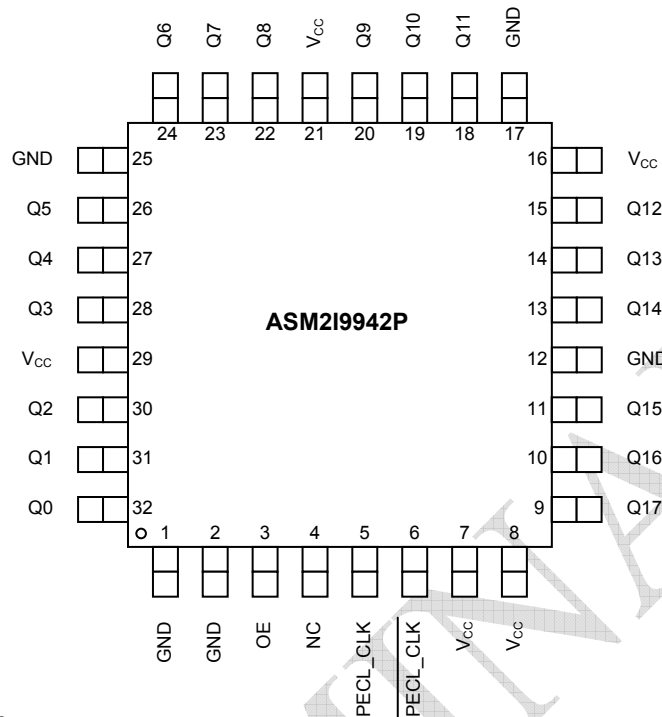 Q6 Q7 Q8 VCC Q9 Q10 Q11 GND
24 23 22 21 20 19 18 17
GND 25 16 VCC
Q5 26 15 Q12
Q4 27 14 Q13
Q3 28 13 Q14
ASM2I9942P
VCC 29 12 GND
Q2 30 11 Q15
Q1 31 10 Q16
Q0 32 9 Q17
1 2 3 4 5 6 7 8
GND GND OE NC PECL_CLK PECL_CLK VCC VCC